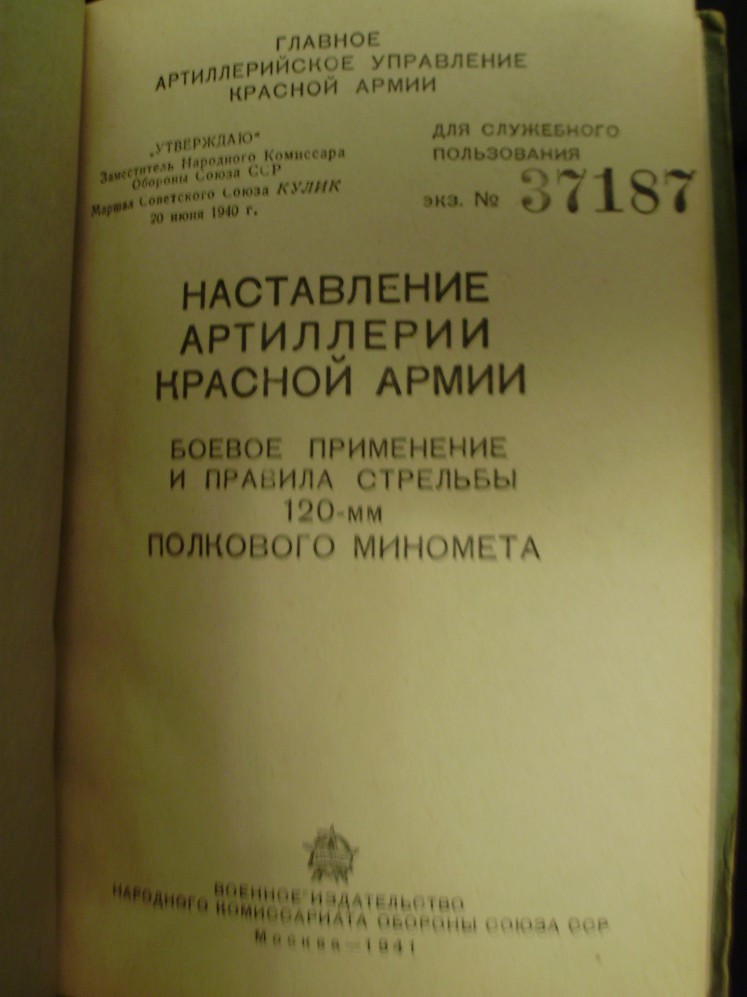 ГЛАВНОЕ
АРТИЛЛЕРИЙСКОЕ УПРАВЛЕНИЕ
КРАСНОЙ АРМИИ
„УТВЕРЖДАЮ“
Заместитель Народного Комиссара
Обороны Союза ССР
Маршал Советского Союза КУЛИК
20 июня 1940 г.
ДЛЯ СЛУЖЕБНОГО
ПОЛЬЗОВАНИЯ
экз. № 37187
НАСТАВЛЕНИЕ
АРТИЛЛЕРИИ
КРАСНОЙ АРМИИ
БОЕВОЕ ПРИМЕНЕНИЕ
И ПРАВИЛА СТРЕЛЬБЫ
120-мм
ПОЛКОВОГО МИНОМЕТА
ВОЕННОЕ ИЗДАТЕЛЬСТВО
НАРОДНОГО КОМИССАРИАТА ОБОРОНЫ СОЮЗА ССР
Москва—1941